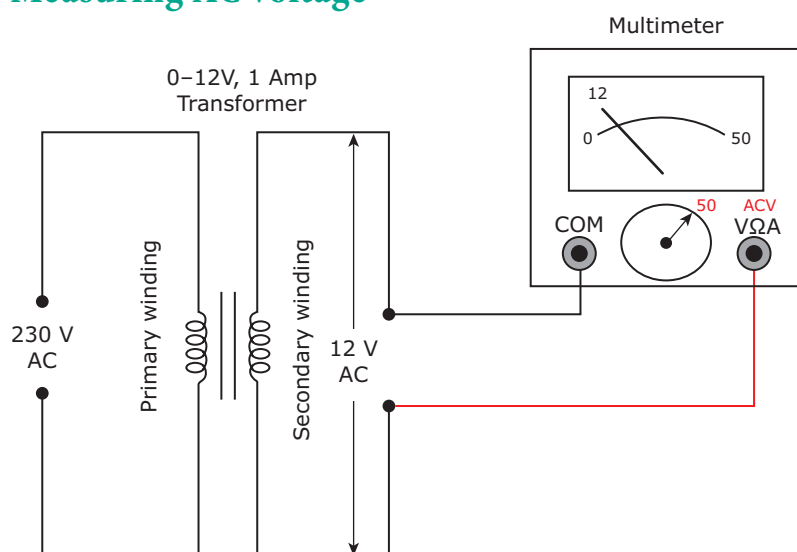 Measuring AC Voltage
Multimeter
0–12V, 1 Amp
Transformer
12
0
50
50
ACV
COM
VΩA
Primary winding
Secondary winding
230 V
AC
12 V
AC